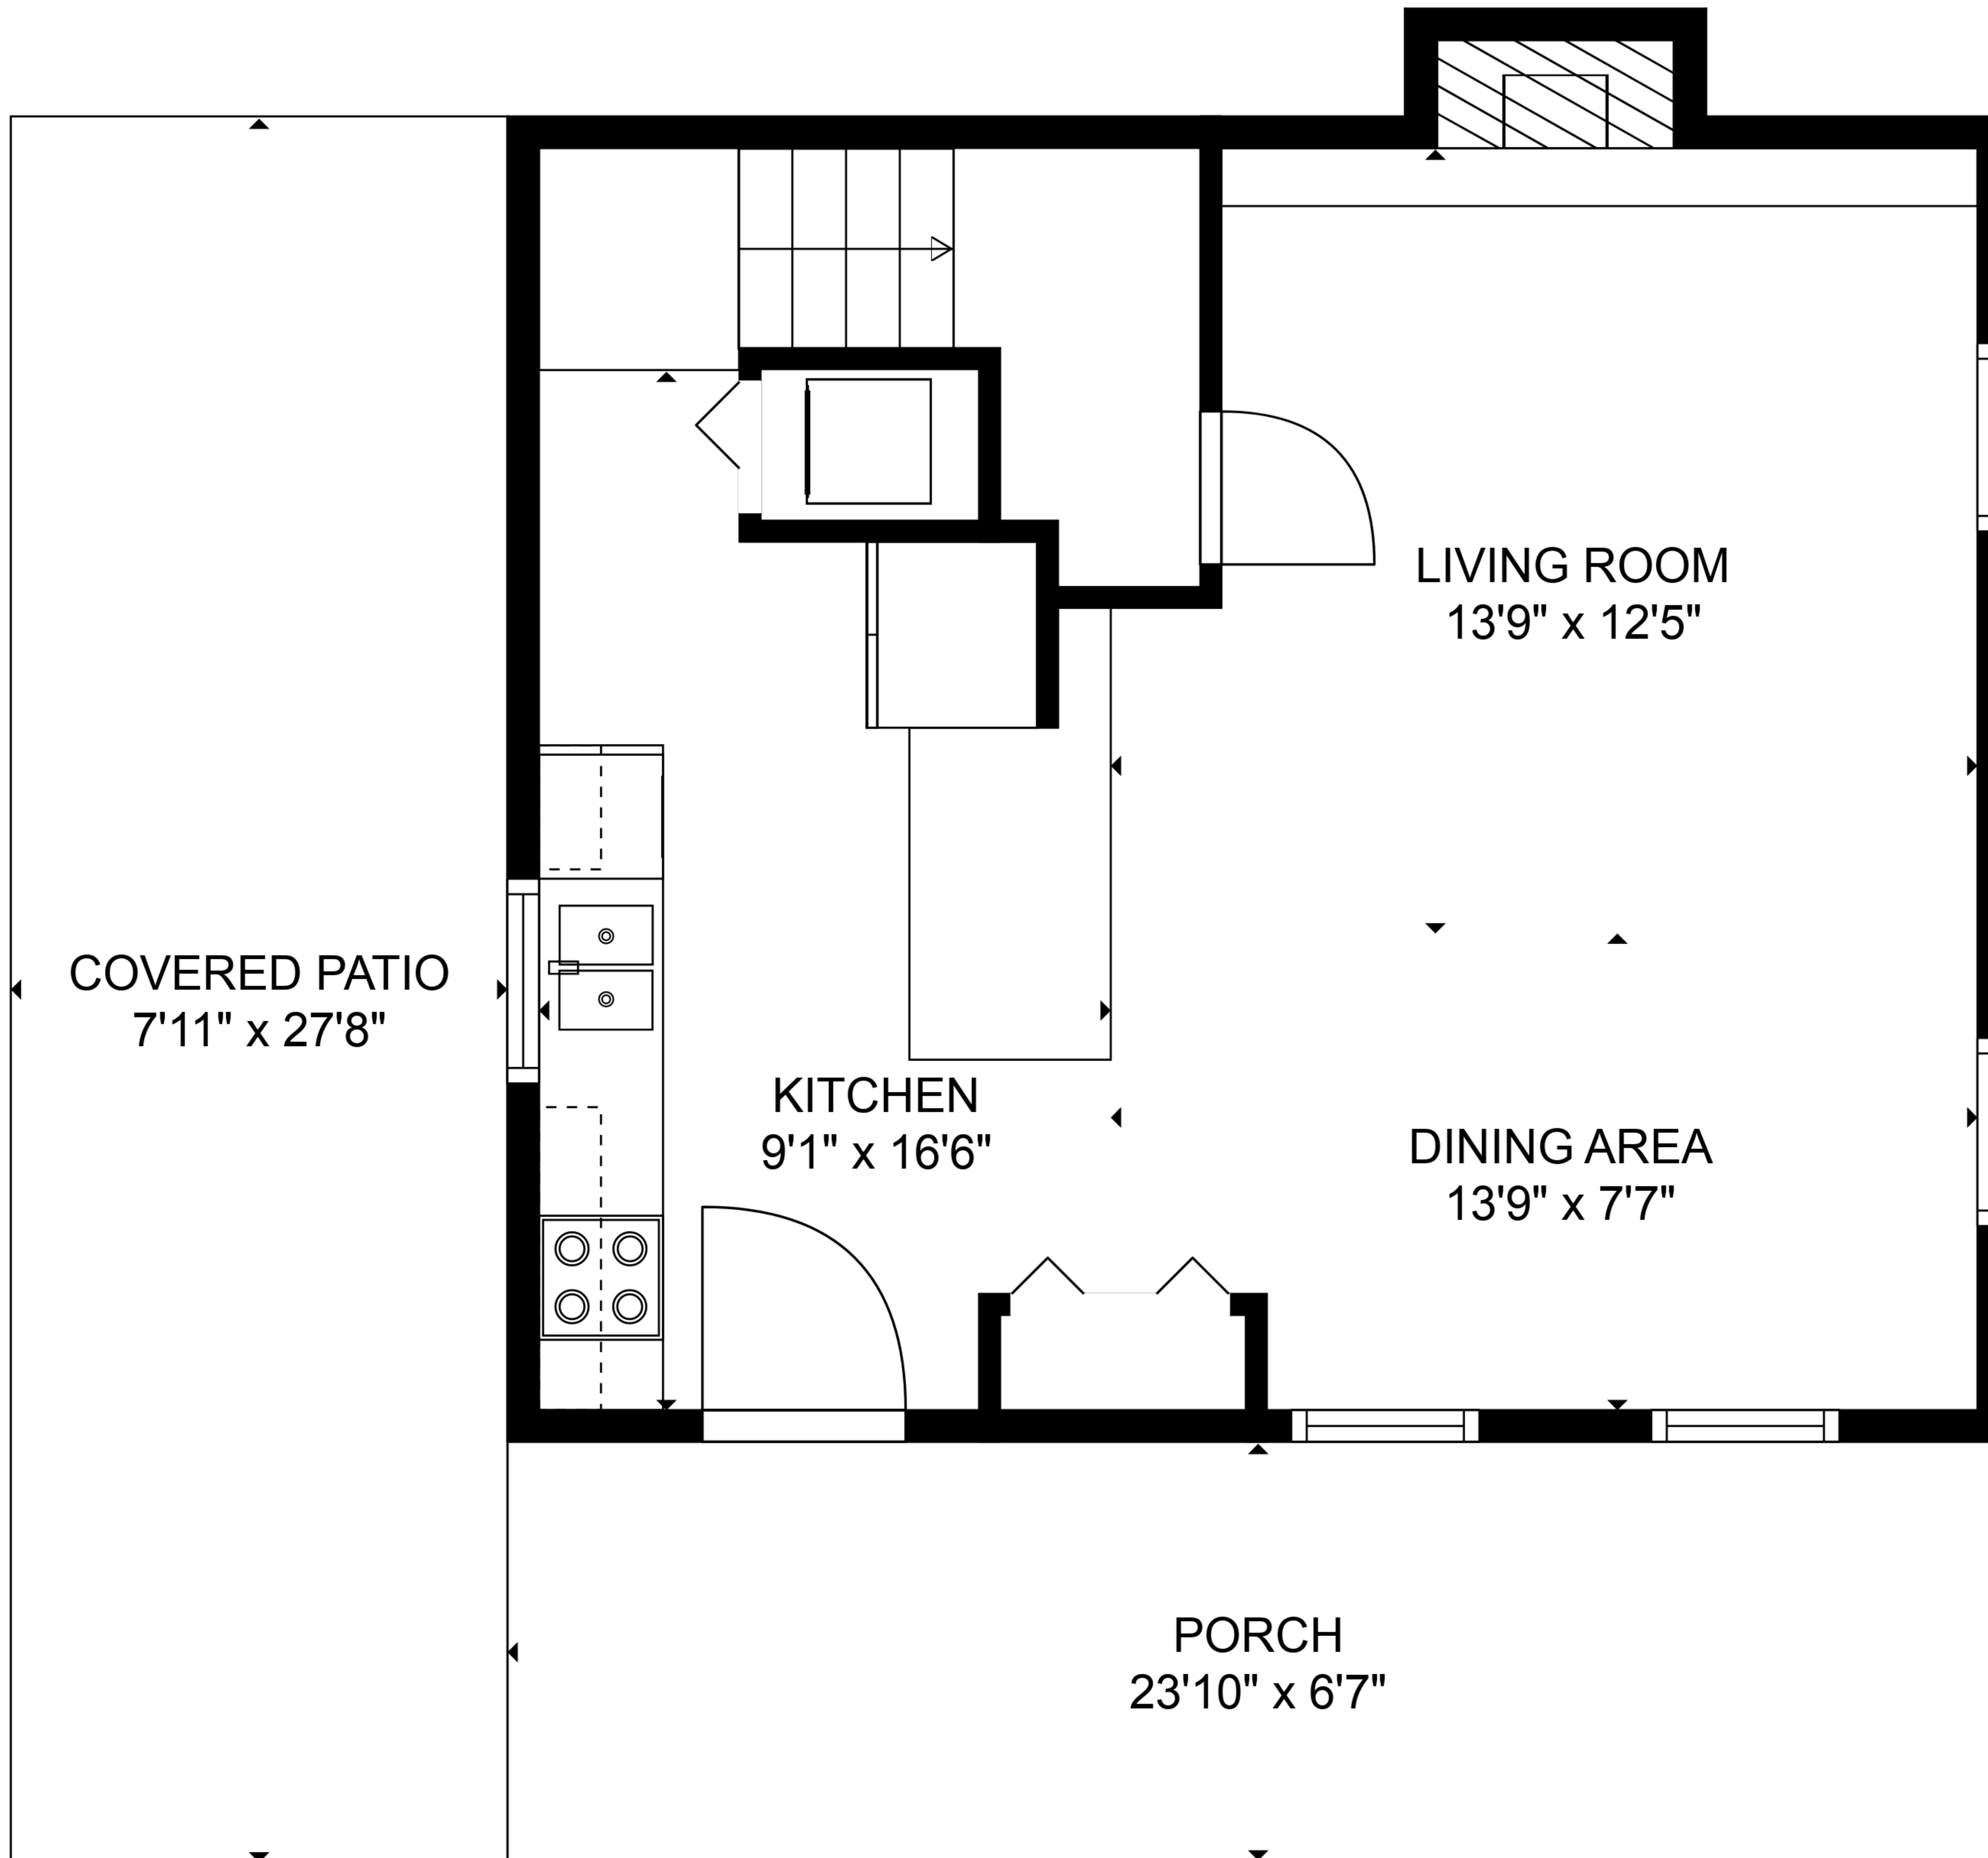 LIVING ROOM
13'9" x 12'5"
COVERED PATIO
7'11" x 27'8"
KITCHEN
9'1" x 16'6"
DINING AREA
13'9" x 7'7"
PORCH
23'10" x 6'7"